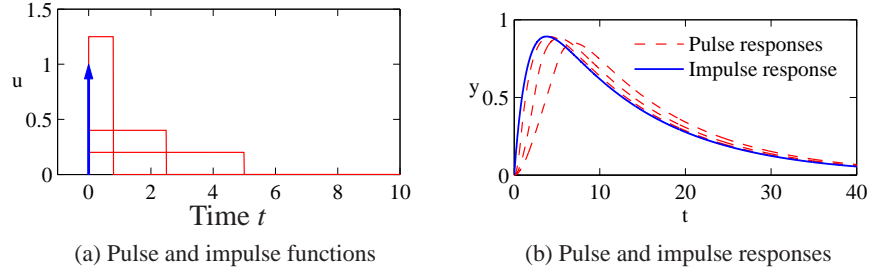 1.5
1
u
0.5
0
0 2 4 6 8 10
Time t
(a) Pulse and impulse functions
1
Pulse responses
Impulse response
y
0.5
0
0 10 20 30 40
t
(b) Pulse and impulse responses